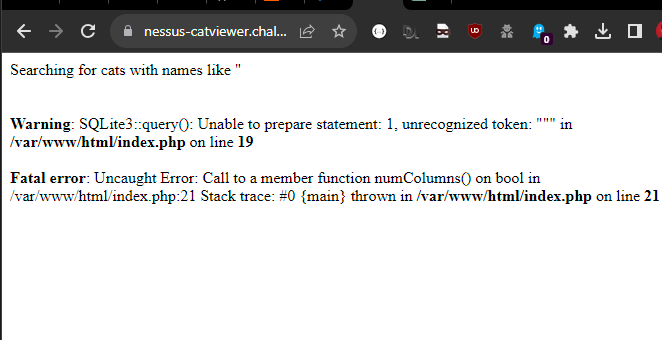 nessus-catviewer.chal...
0
Searching for cats with names like "
Warning: SQLite3::query(): Unable to prepare statement: 1, unrecognized token: """ in
/var/www/html/index.php on line 19
Fatal error: Uncaught Error: Call to a member function numColumns() on bool in
/var/www/html/index.php:21 Stack trace: #0 {main} thrown in /var/www/html/index.php on line 21